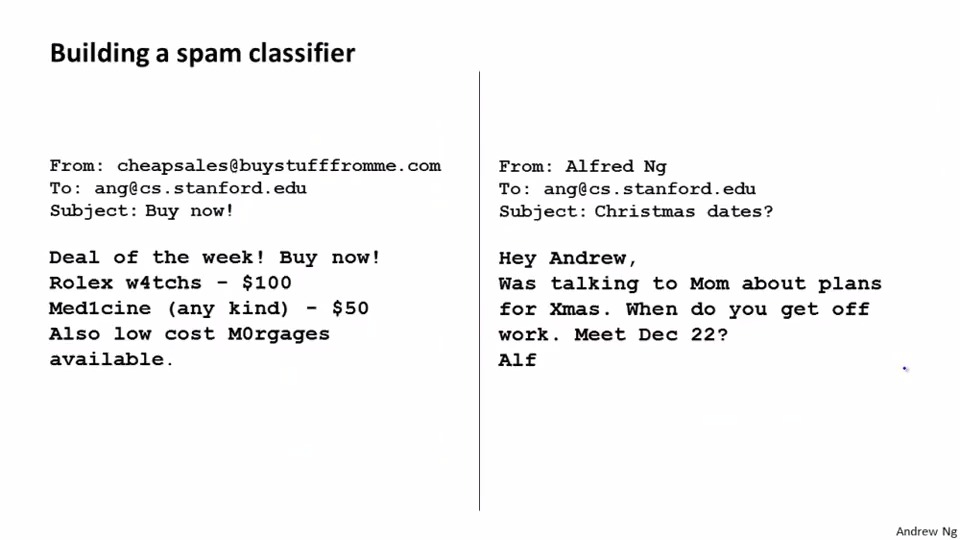 Building a spam classifier
From: cheapsales@buystufffromme.com
To: ang@cs.stanford.edu
Subject: Buy now!
Deal of the week! Buy now!
Rolex w4tchs - $100
Med1cine (any kind) - $50
Also low cost M0rgages
available.
From: Alfred Ng
To: ang@cs.stanford.edu
Subject: Christmas dates?
Hey Andrew,
Was talking to Mom about plans
for Xmas. When do you get off
work. Meet Dec 22?
Alf
Andrew Ng